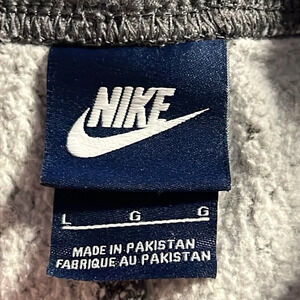 NIKE
L G G
MADE IN PAKISTAN
FABRIQUE AU PAKISTAN